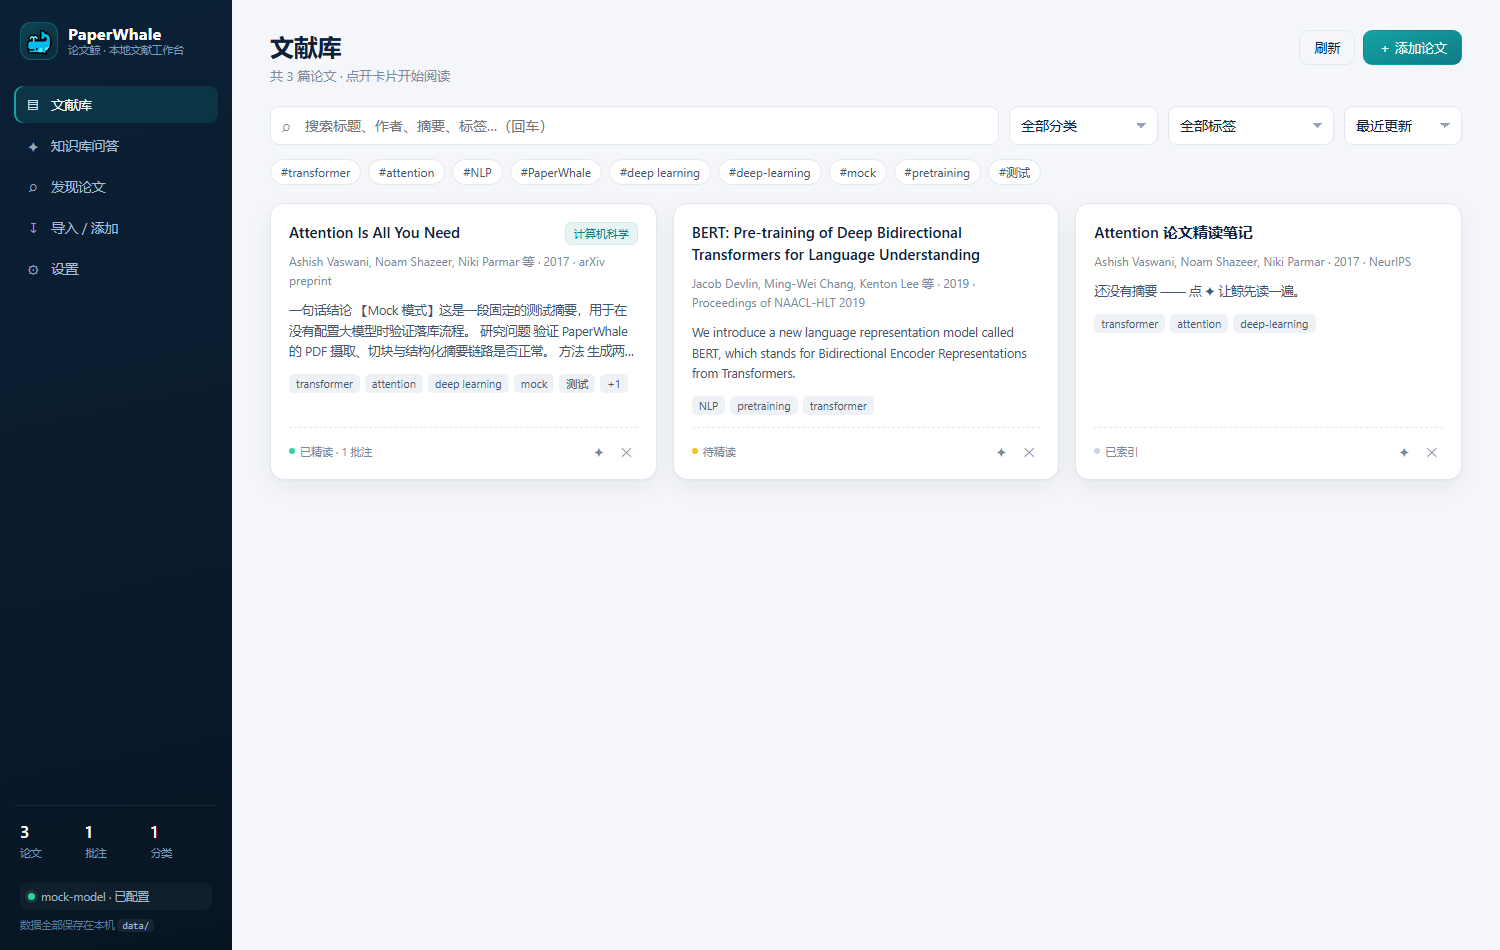 PaperWhale
论文鲸 · 本地文献工作台
文献库
知识库问答
发现论文
导入 / 添加
设置
3
论文
1
批注
1
分类
mock-model · 已配置
数据全部保存在本机 data/
文献库
共 3 篇论文 · 点开卡片开始阅读
刷新
+ 添加论文
搜索标题、作者、摘要、标签...（回车）
全部分类
全部标签
最近更新
#transformer
#attention
#NLP
#PaperWhale
#deep learning
#deep-learning
#mock
#pretraining
#测试
Attention Is All You Need
计算机科学
Ashish Vaswani, Noam Shazeer, Niki Parmar 等 · 2017 · arXiv
preprint
一句话结论 【Mock 模式】这是一段固定的测试摘要，用于在
没有配置大模型时验证落库流程。 研究问题 验证 PaperWhale
的 PDF 摄取、切块与结构化摘要链路是否正常。 方法 生成两...
transformer
attention
deep learning
mock
测试
+1
已精读 · 1 批注
BERT: Pre-training of Deep Bidirectional
Transformers for Language Understanding
Jacob Devlin, Ming-Wei Chang, Kenton Lee 等 · 2019 ·
Proceedings of NAACL-HLT 2019
We introduce a new language representation model called
BERT, which stands for Bidirectional Encoder Representations
from Transformers.
NLP
pretraining
transformer
待精读
Attention 论文精读笔记
Ashish Vaswani, Noam Shazeer, Niki Parmar · 2017 · NeurIPS
还没有摘要 —— 点 ✦ 让鲸先读一遍。
transformer
attention
deep-learning
已索引